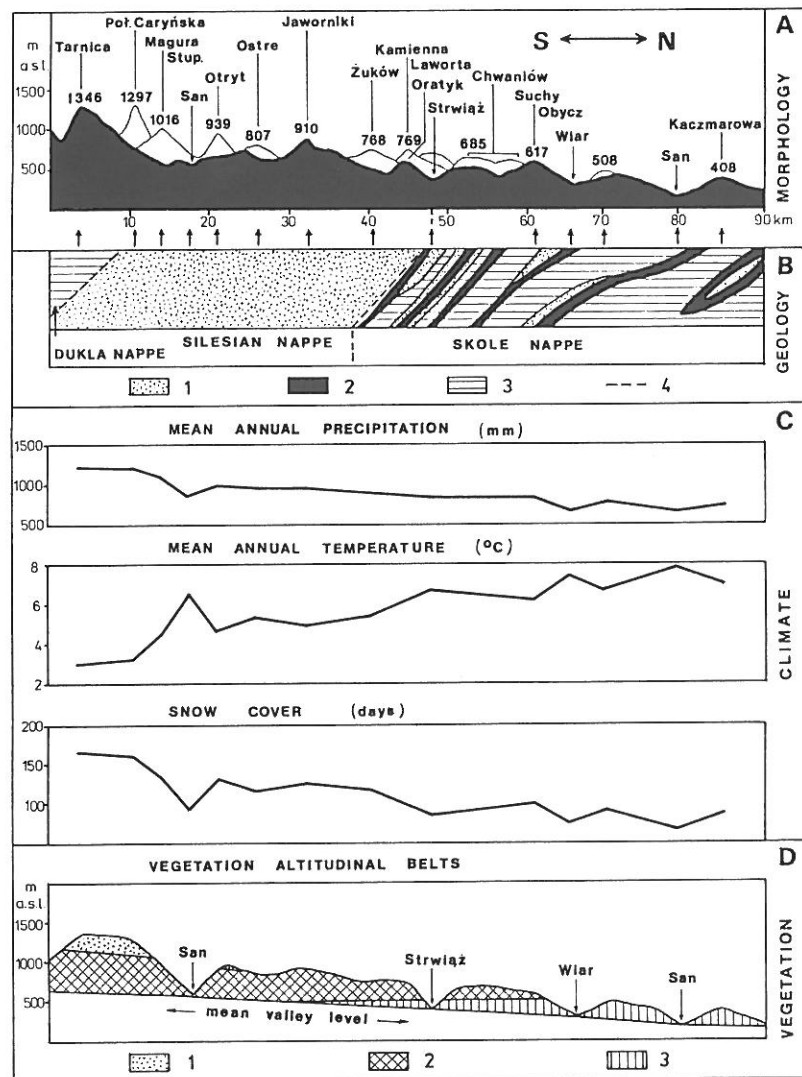 A
MORPHOLOGY
S N
m
a s.l.
1500
1000
500
Tarnica
1346
Poł. Caryńska
1297
Magura
Stup.
1016
San
Otryt
939
Ostre
807
Jaworniki
910
Żuków
768
Kamienna
769
Laworta
Oratyk
Strwiąż
Chwaniów
685
Suchy
Obycz
617
Wiar
508
San
Kaczmarowa
408
10 20 30 40 50 60 70 80 90 km
B
GEOLOGY
DUKLA NAPPE
SILESIAN NAPPE
SKOLE NAPPE
1 2 3 4
C
CLIMATE
MEAN ANNUAL PRECIPITATION (mm)
1500
1000
500
MEAN ANNUAL TEMPERATURE (°C)
8
6
4
2
SNOW COVER (days)
200
150
100
D
VEGETATION
VEGETATION ALTITUDINAL BELTS
m
a.s.l.
1500
1000
500
San
Strwiąż
Wiar
San
mean valley level
1 2 3